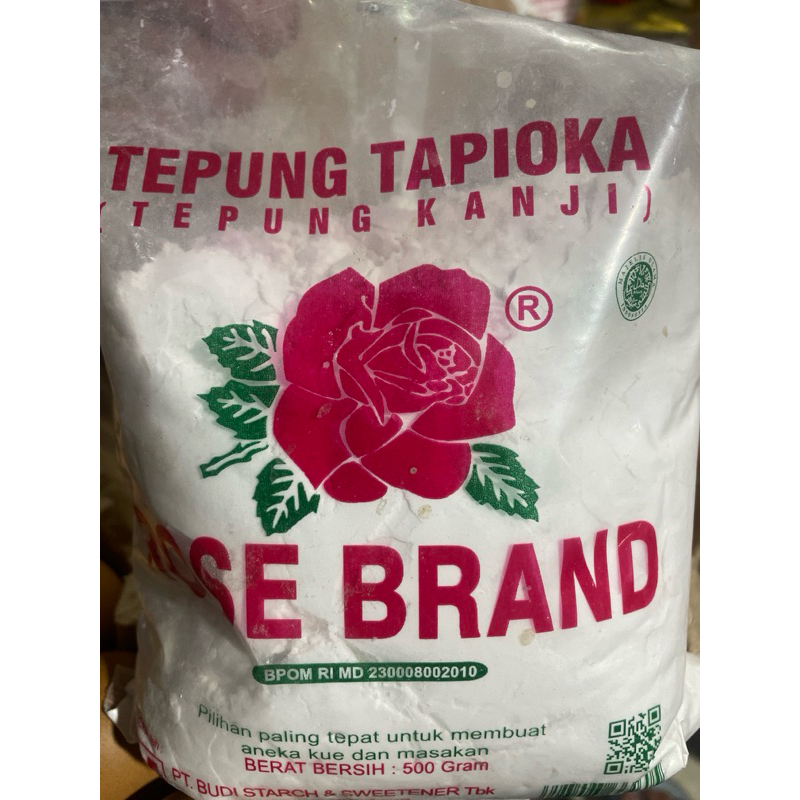 TEPUNG TAPIOKA
(TEPUNG KANJI)
®
ROSE BRAND
BPOM RI MD 230008002010
Pilihan paling tepat untuk membuat
aneka kue dan masakan
BERAT BERSIH : 500 Gram
PT. BUDI STARCH & SWEETENER Tbk